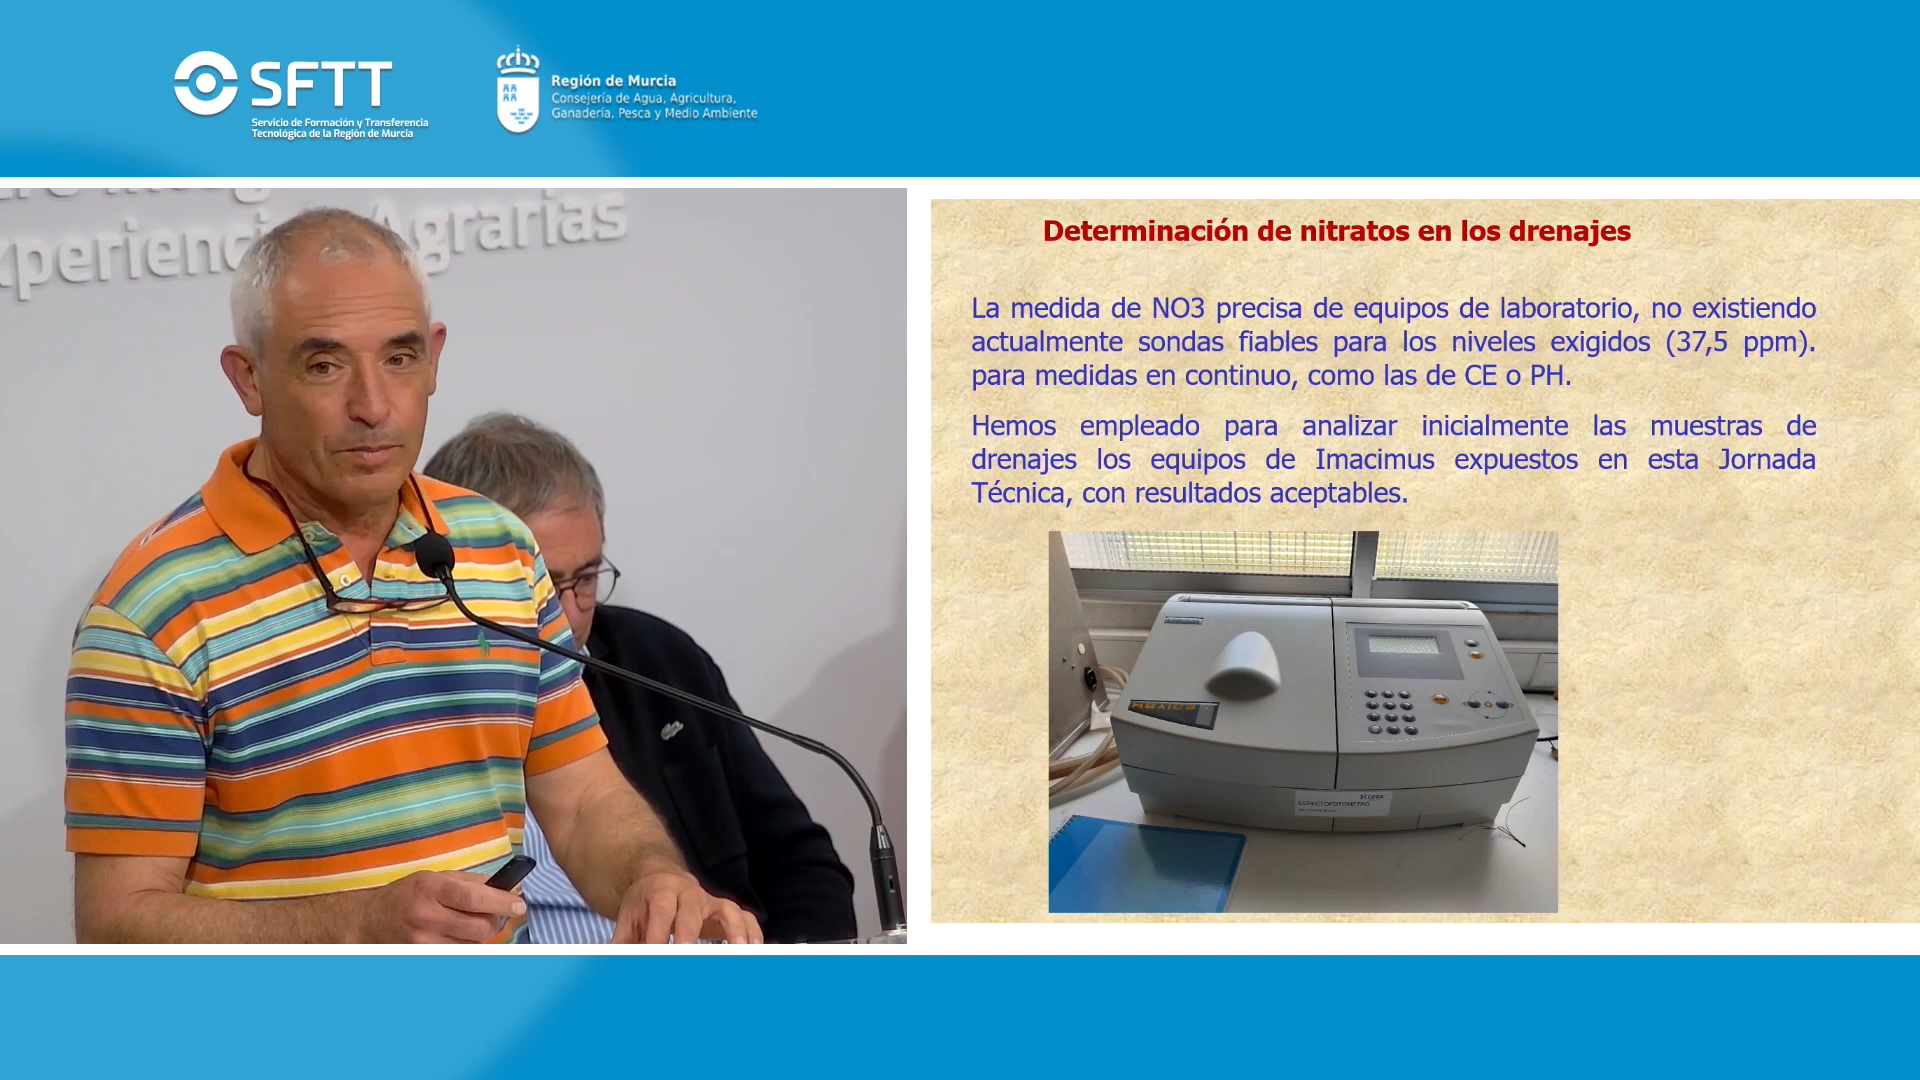 SFTT
Servicio de Formación y Transferencia
Tecnológica de la Región de Murcia
Región de Murcia
Consejería de Agua, Agricultura,
Ganadería, Pesca y Medio Ambiente
Agrarias
Determinación de nitratos en los drenajes
La medida de NO3 precisa de equipos de laboratorio, no existiendo
actualmente sondas fiables para los niveles exigidos (37,5 ppm).
para medidas en continuo, como las de CE o PH.
Hemos empleado para analizar inicialmente las muestras de
drenajes los equipos de Imacimus expuestos en esta Jornada
Técnica, con resultados aceptables.
ESPECTOFOTOMETRO